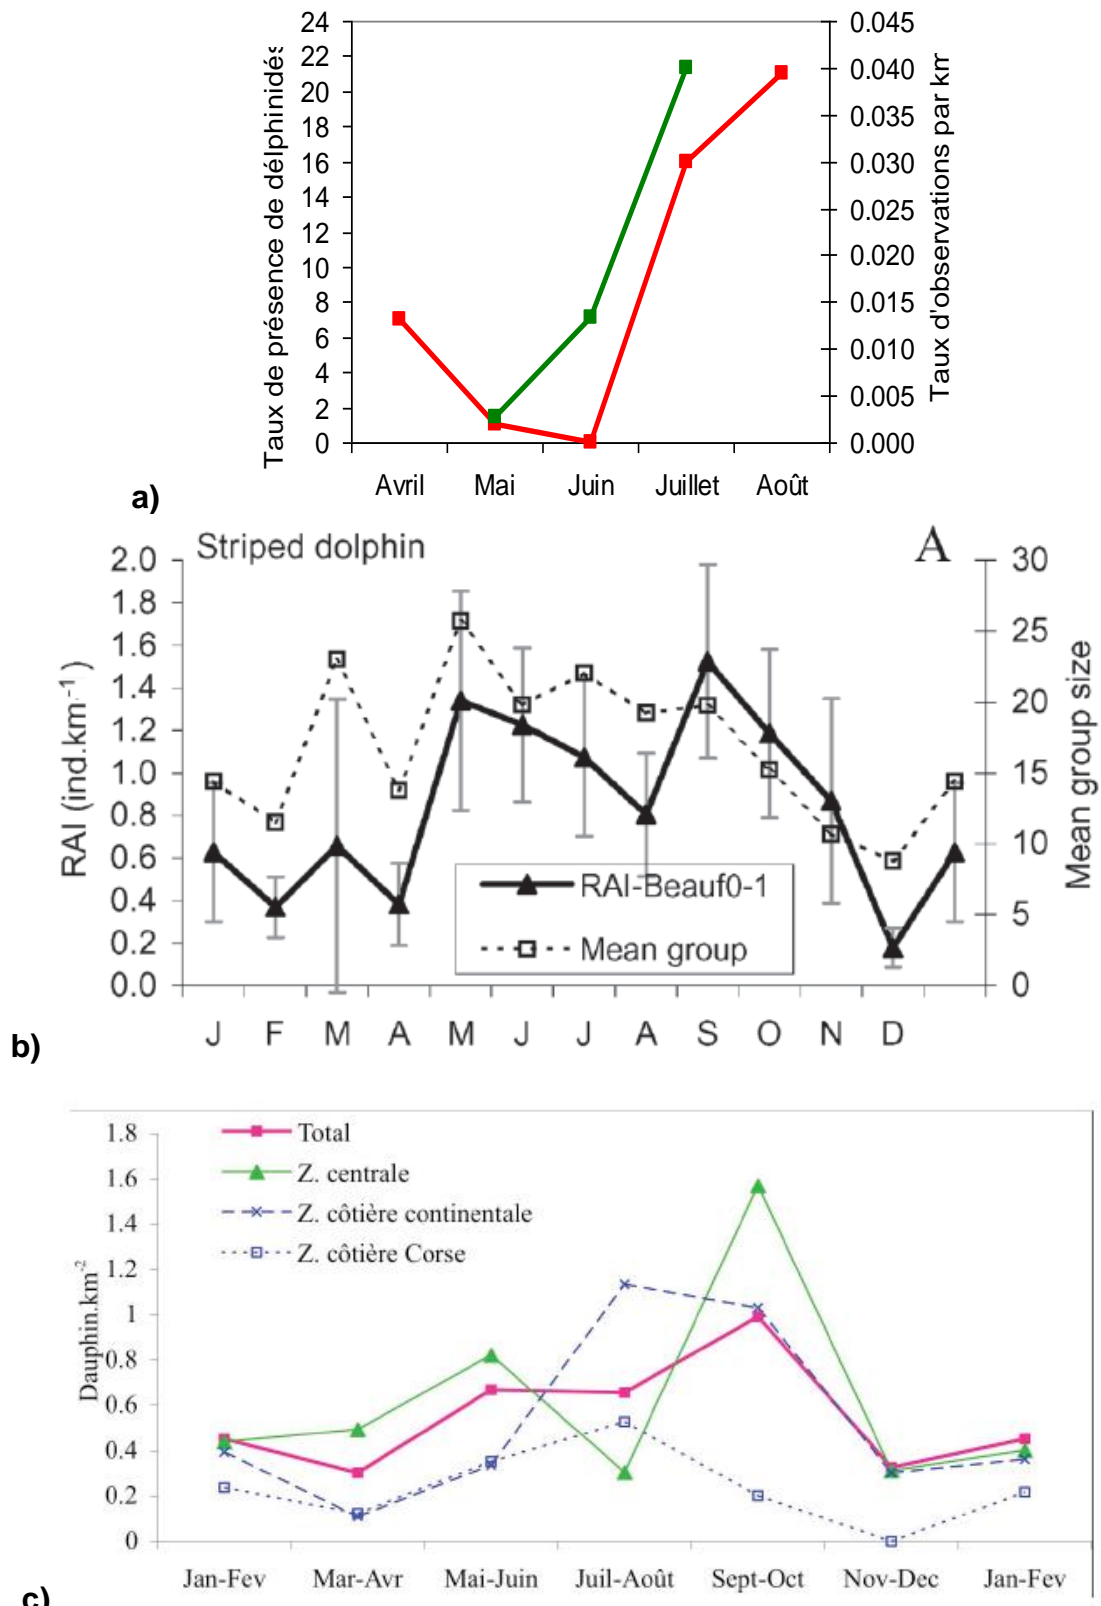 Taux de présence de délphinidés
24
22
20
18
16
14
12
10
8
6
4
2
0
0.045
0.040
0.035
0.030
0.025
0.020
0.015
0.010
0.005
0.000
Taux d'observations par km
Avril Mai Juin Juillet Août
a)
Striped dolphin
A
RAI (ind.km⁻¹)
2.0
1.8
1.6
1.4
1.2
1.0
0.8
0.6
0.4
0.2
0.0
30
25
20
15
10
5
0
Mean group size
RAI-Beauf0-1
Mean group
J F M A M J J A S O N D
b)
Dauphin.km⁻²
1.8
1.6
1.4
1.2
1
0.8
0.6
0.4
0.2
0
Total
Z. centrale
Z. côtière continentale
Z. côtière Corse
Jan-Fev Mar-Avr Mai-Juin Juil-Août Sept-Oct Nov-Dec Jan-Fev
c)